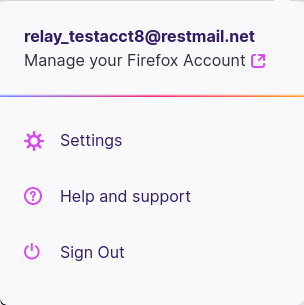 relay_testacct8@restmail.net
Manage your Firefox Account
Settings
Help and support
Sign Out